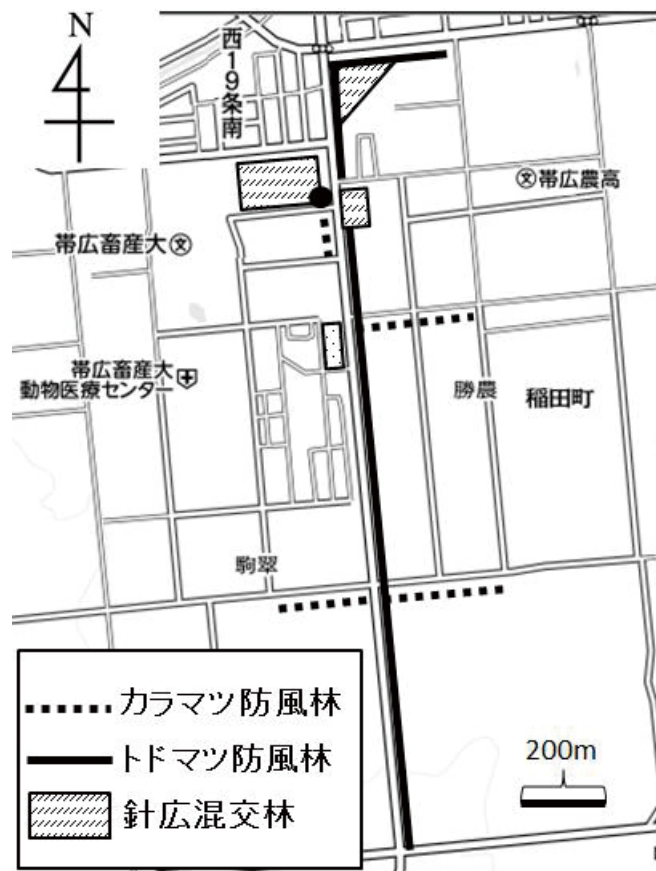 N
西19条南
帯広農高
帯広畜産大
帯広畜産大
動物医療センター
勝農
稲田町
駒翠
カラマツ防風林
トドマツ防風林
針広混交林
200m